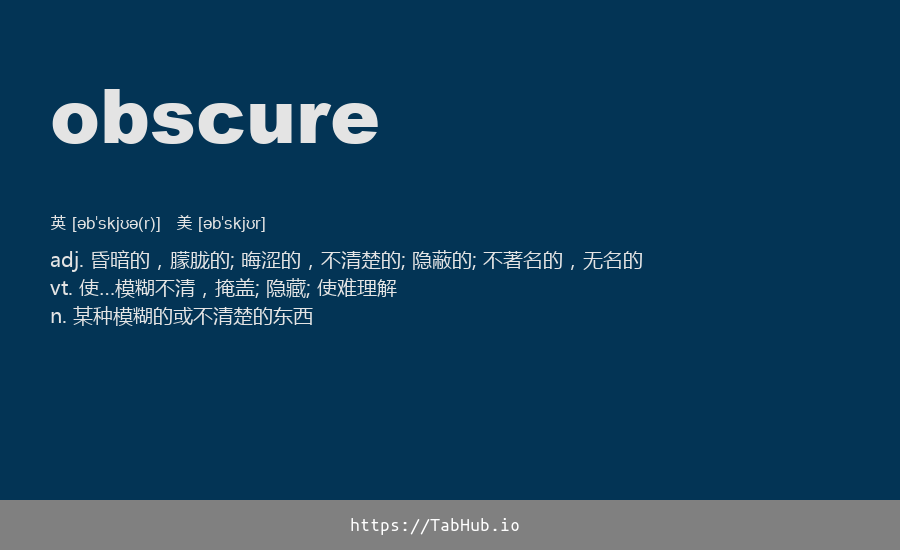 obscure
英 [əbˈskjʊə(r)] 美 [əbˈskjʊr]
adj. 昏暗的，朦胧的; 晦涩的，不清楚的; 隐蔽的; 不著名的，无名的
vt. 使…模糊不清，掩盖; 隐藏; 使难理解
n. 某种模糊的或不清楚的东西
https://TabHub.io